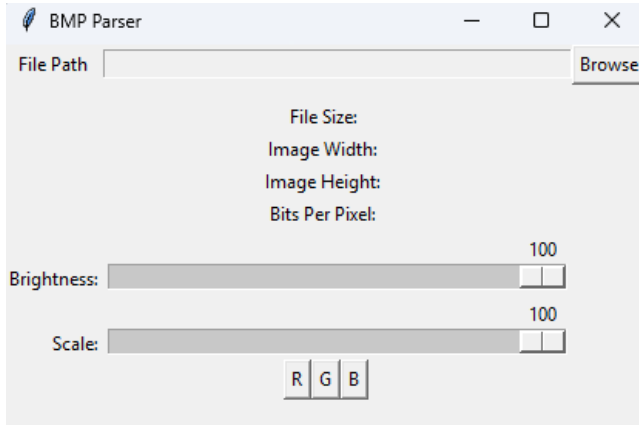 BMP Parser
File Path Browse
File Size:
Image Width:
Image Height:
Bits Per Pixel:
100
Brightness:
100
Scale:
R G B